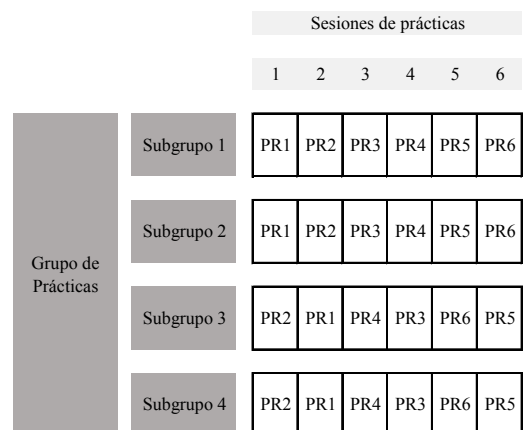 Sesiones de prácticas
1 2 3 4 5 6
Grupo de
Prácticas
Subgrupo 1 PR1 PR2 PR3 PR4 PR5 PR6
Subgrupo 2 PR1 PR2 PR3 PR4 PR5 PR6
Subgrupo 3 PR2 PR1 PR4 PR3 PR6 PR5
Subgrupo 4 PR2 PR1 PR4 PR3 PR6 PR5